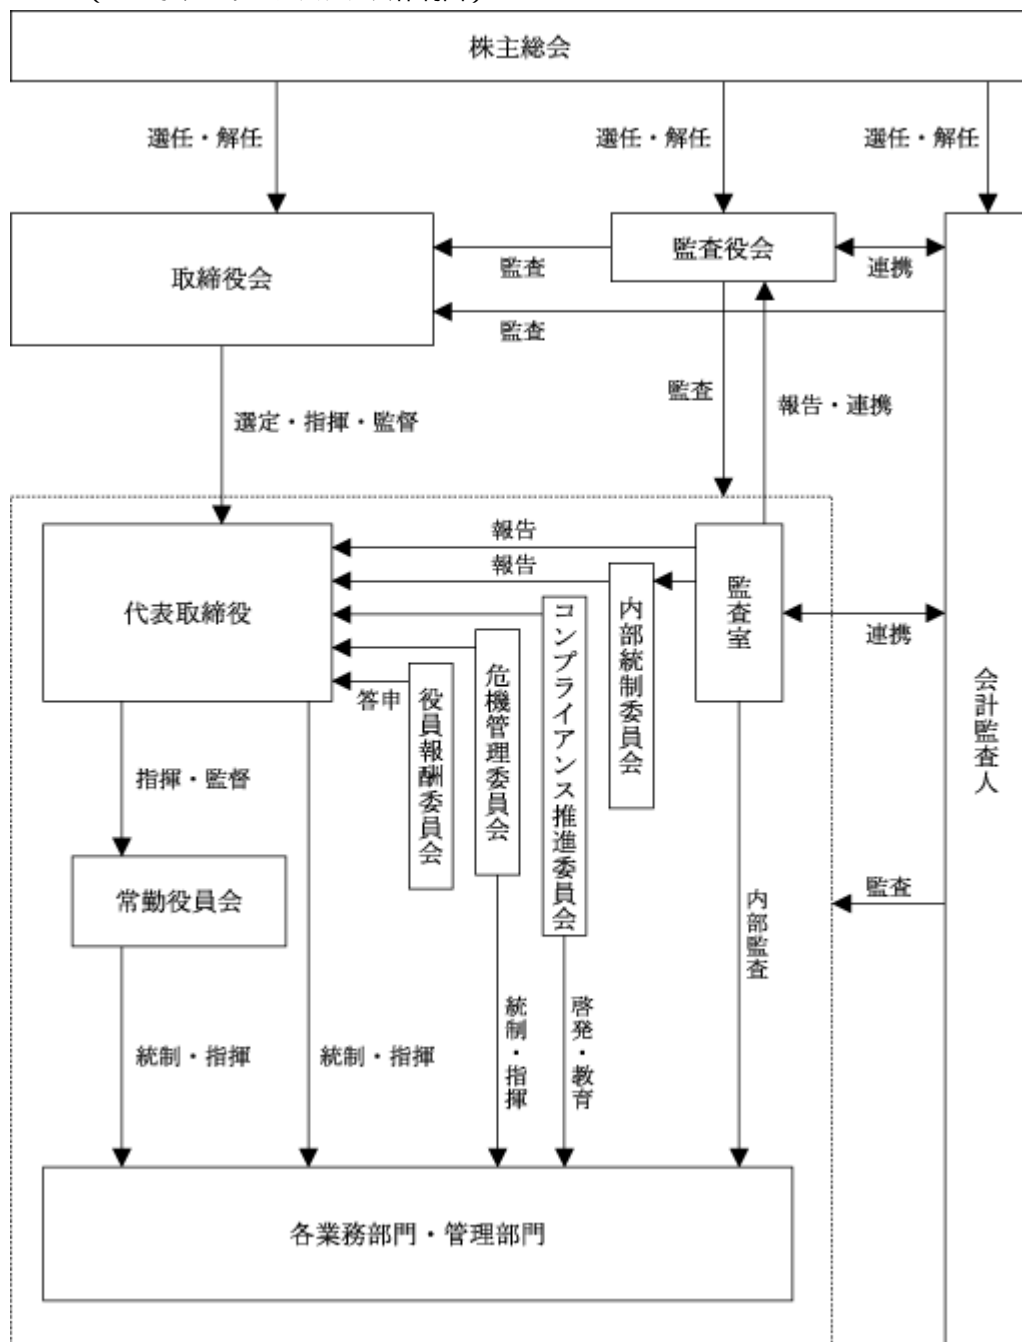 株主総会
選任・解任
選任・解任
選任・解任
取締役会
監査役会
監査
連携
監査
監査
報告・連携
選定・指揮・監督
代表取締役
報告
報告
答申
役員報酬委員会
危機管理委員会
コンプライアンス推進委員会
内部統制委員会
監査室
連携
会計監査人
指揮・監督
常勤役員会
監査
内部監査
統制・指揮
統制・指揮
統制・指揮
啓発・教育
各業務部門・管理部門